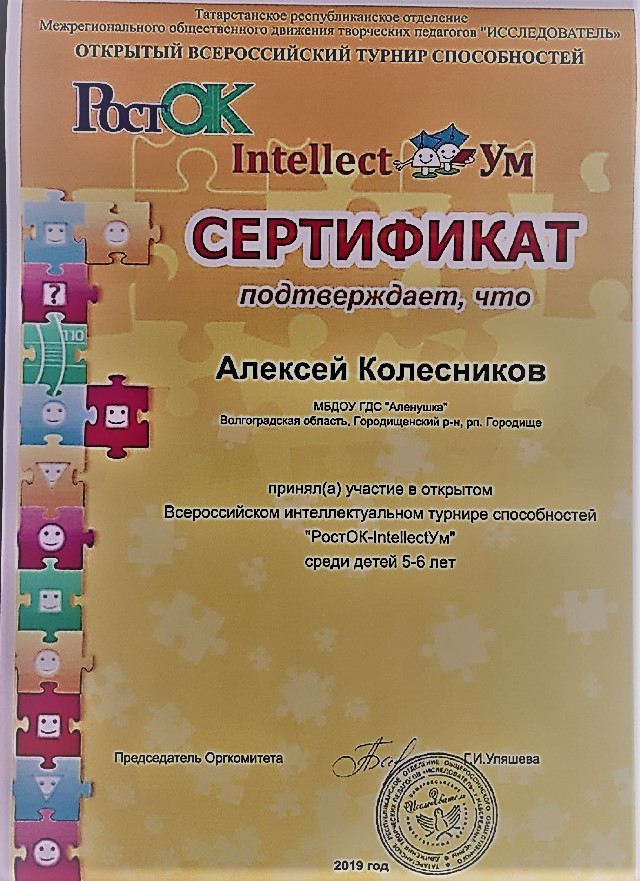 Татарстанское республиканское отделение
Межрегионального общественного движения творческих педагогов "ИССЛЕДОВАТЕЛЬ"
ОТКРЫТЫЙ ВСЕРОССИЙСКИЙ ТУРНИР СПОСОБНОСТЕЙ
РостОК
Intellect Ум
СЕРТИФИКАТ
подтверждает, что
?
110
Алексей Колесников
МБДОУ ГДС "Аленушка"
Волгоградская область, Городищенский р-н, рп. Городище
принял(а) участие в открытом
Всероссийском интеллектуальном турнире способностей
"РостОК-IntellectУм"
среди детей 5-6 лет
Председатель Оргкомитета
Г.И.Уляшева
Исследователь
2019 год